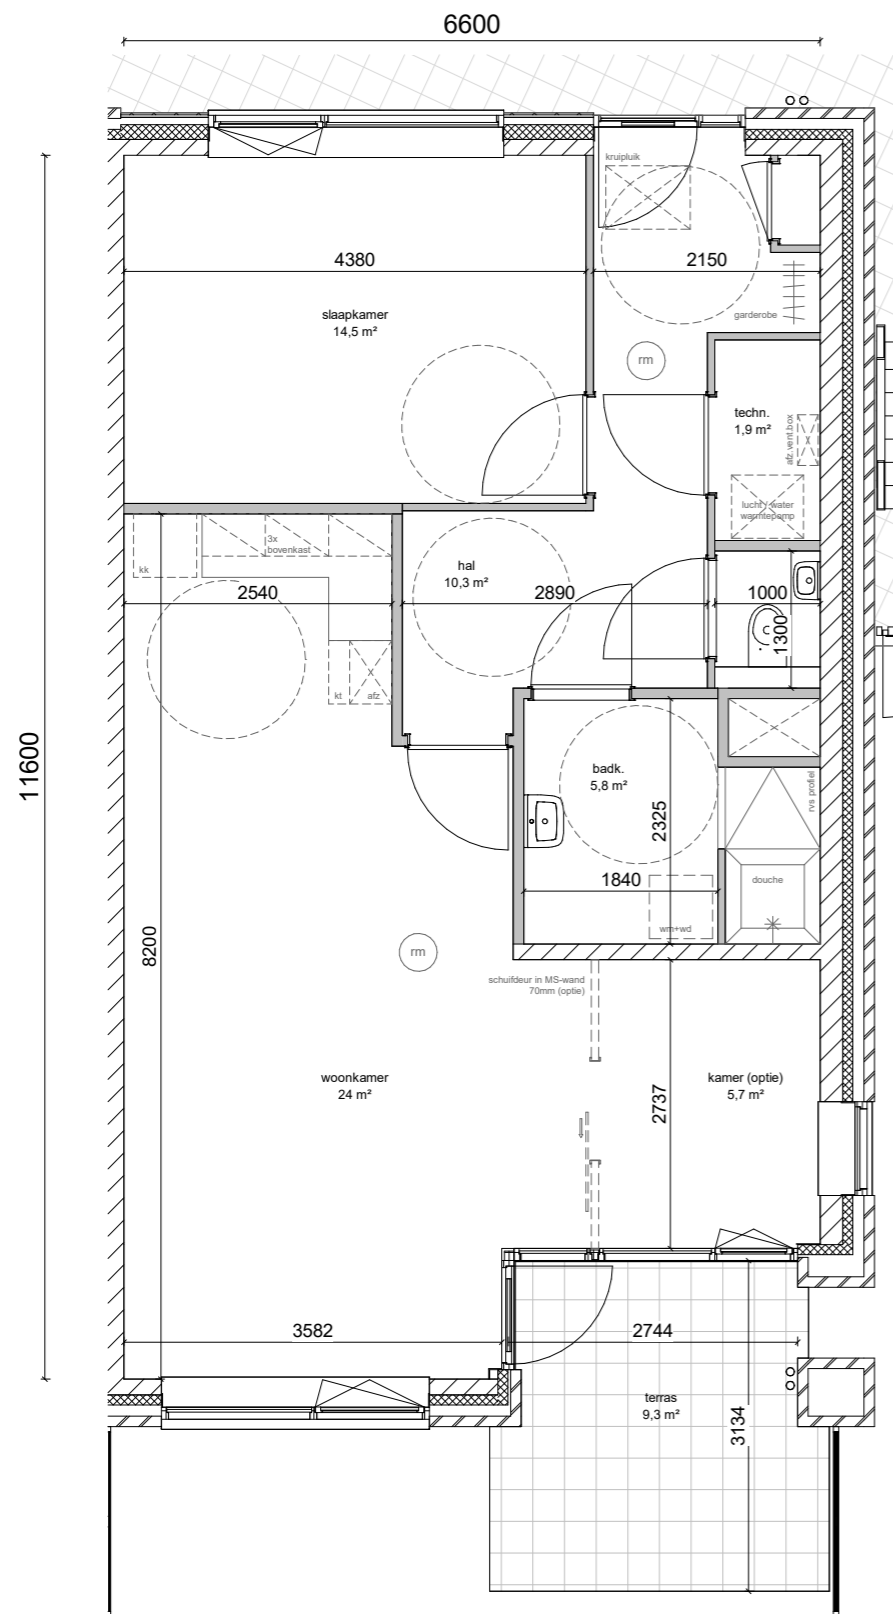 6600
kruipluik
4380
2150
slaapkamer
14,5 m²
garderobe
rm
techn.
1,9 m²
afz.vent.box
lucht / water
warmtepomp
3x
bovenkast
kk
hal
10,3 m²
2540
2890
1000
1300
kt
afz
11600
badk.
5,8 m²
rvs profiel
2325
1840
douche
wm+wd
8200
rm
schuifdeur in MS-wand
70mm (optie)
woonkamer
24 m²
kamer (optie)
5,7 m²
2737
3582
2744
terras
9,3 m²
3134